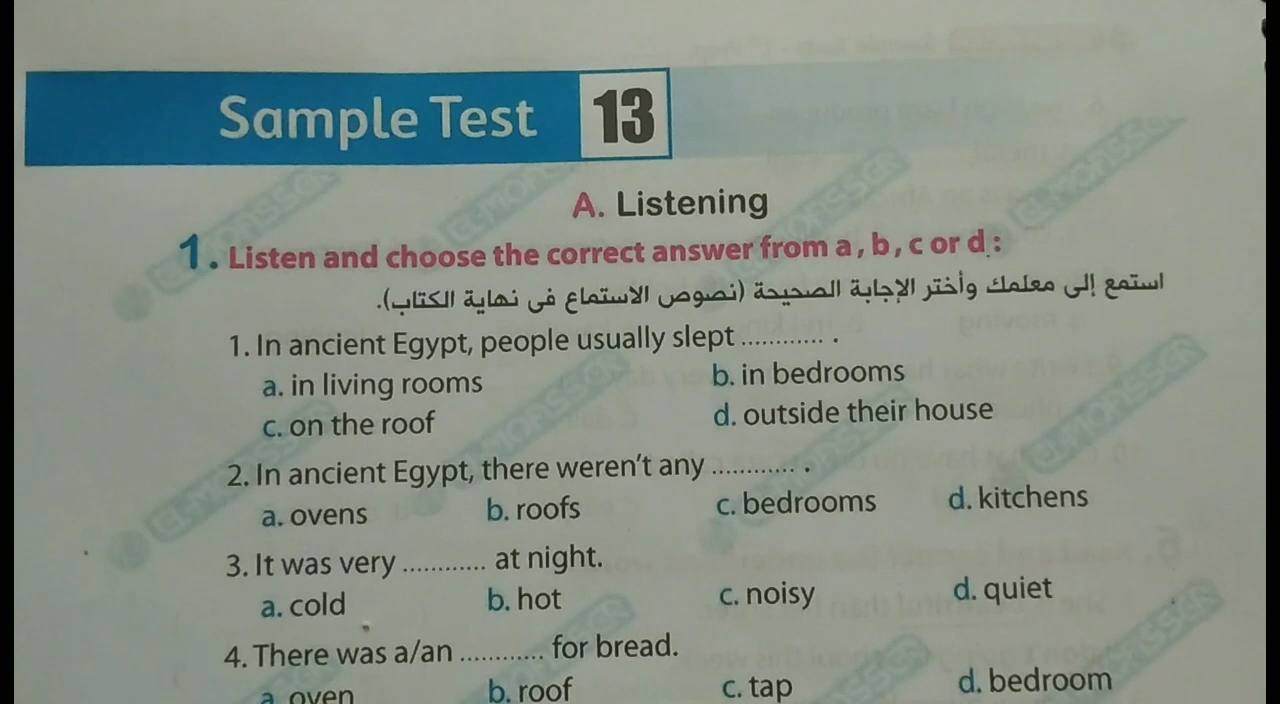 Sample Test 13
A. Listening
1. Listen and choose the correct answer from a, b, c or d:
استمع إلى معلمك وأختر الإجابة الصحيحة (نصوص الاستماع فى نهاية الكتاب).
1. In ancient Egypt, people usually slept ............ .
a. in living rooms b. in bedrooms
c. on the roof d. outside their house
2. In ancient Egypt, there weren't any ............ .
a. ovens b. roofs c. bedrooms d. kitchens
3. It was very ............ at night.
a. cold b. hot c. noisy d. quiet
4. There was a/an ............ for bread.
a. oven b. roof c. tap d. bedroom